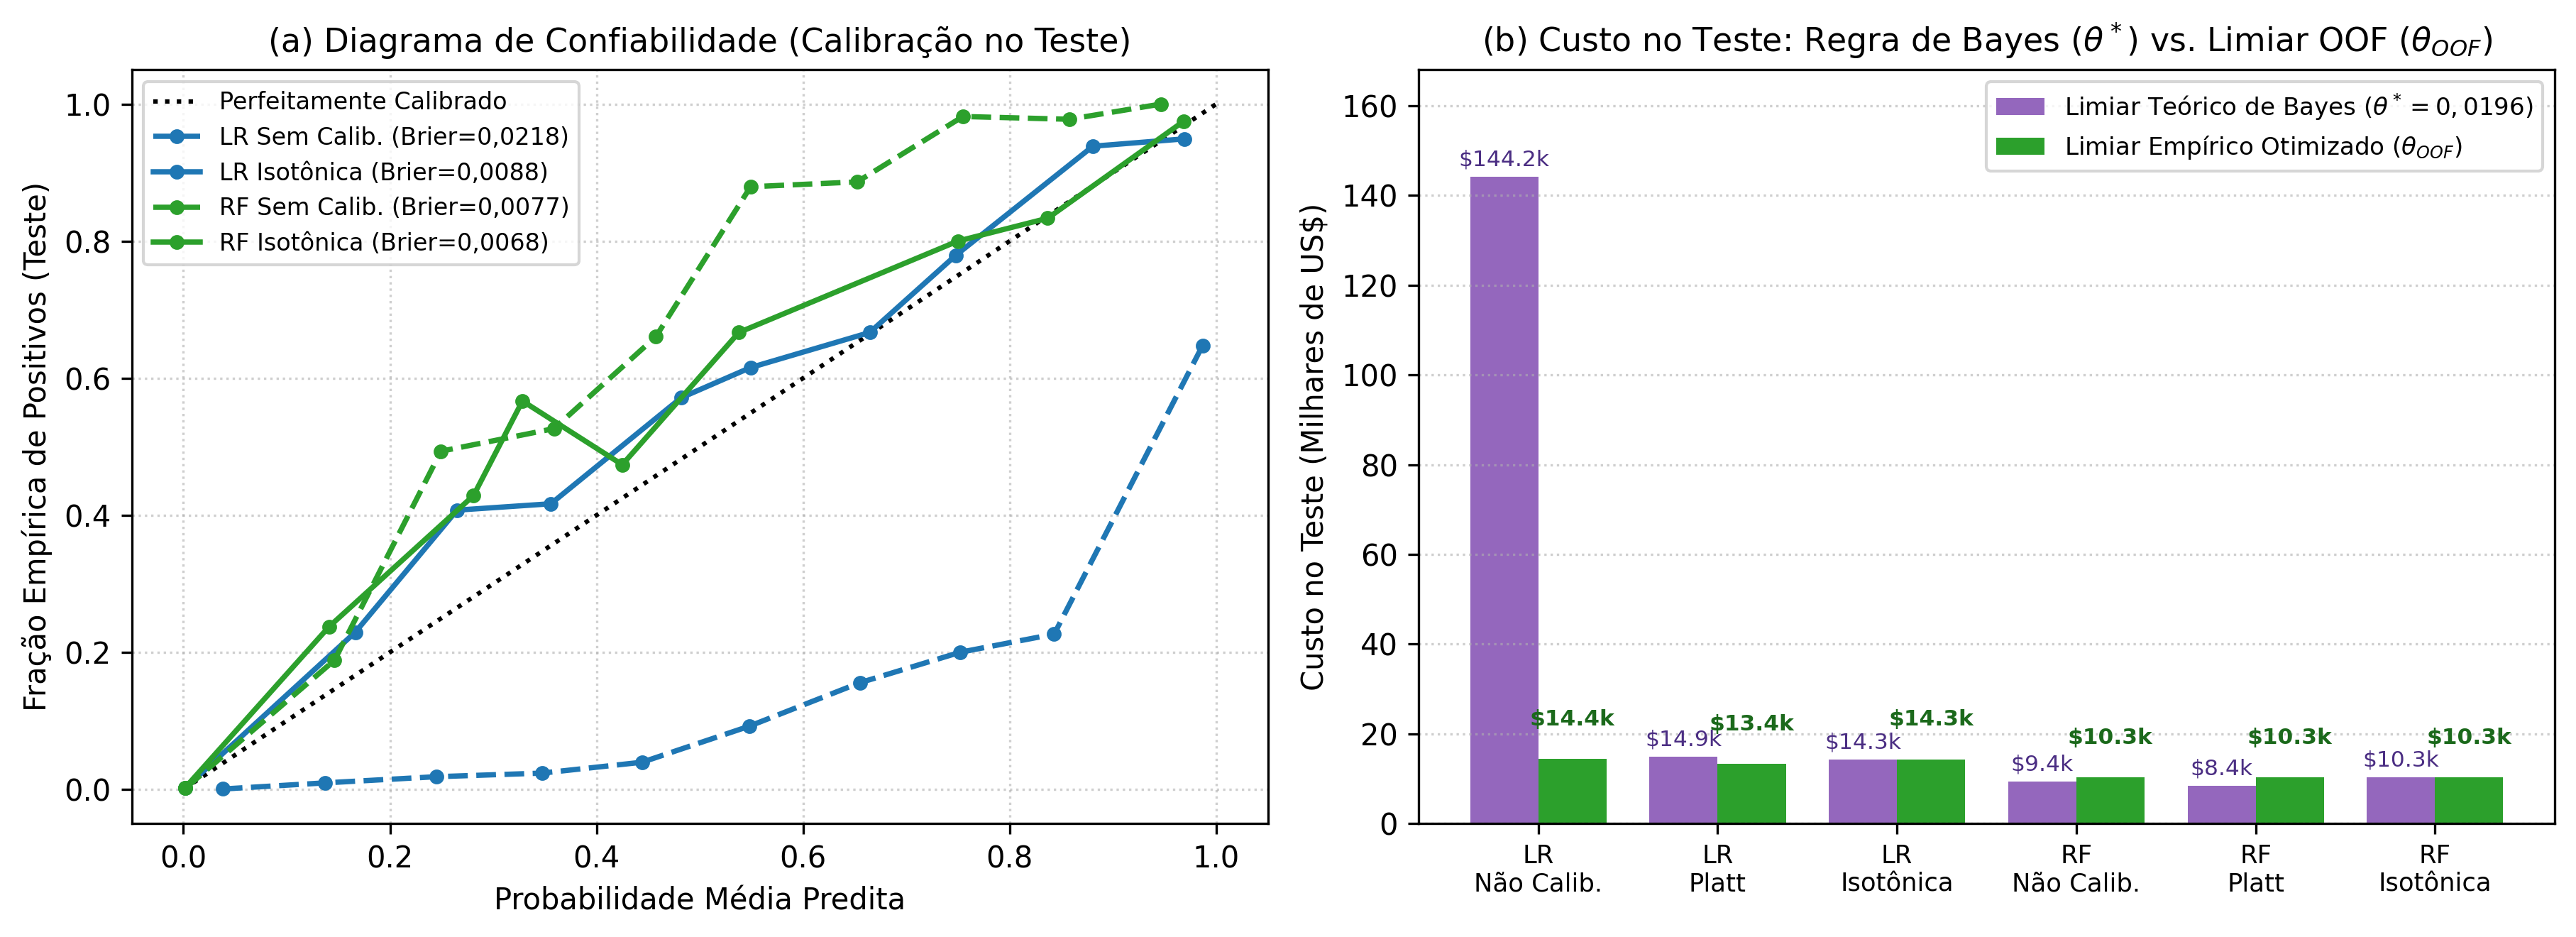 (a) Diagrama de Confiabilidade (Calibração no Teste)
Fração Empírica de Positivos (Teste)
1.0
0.8
0.6
0.4
0.2
0.0
Perfeitamente Calibrado
LR Sem Calib. (Brier=0,0218)
LR Isotônica (Brier=0,0088)
RF Sem Calib. (Brier=0,0077)
RF Isotônica (Brier=0,0068)
0.0 0.2 0.4 0.6 0.8 1.0
Probabilidade Média Predita
(b) Custo no Teste: Regra de Bayes (θ*) vs. Limiar OOF (θOOF)
Custo no Teste (Milhares de US$)
160
140
120
100
80
60
40
20
0
Limiar Teórico de Bayes (θ* = 0, 0196)
Limiar Empírico Otimizado (θOOF)
$144.2k
$14.4k
$14.9k
$13.4k
$14.3k
$14.3k
$9.4k
$10.3k
$8.4k
$10.3k
$10.3k
$10.3k
LR
Não Calib.
LR
Platt
LR
Isotônica
RF
Não Calib.
RF
Platt
RF
Isotônica